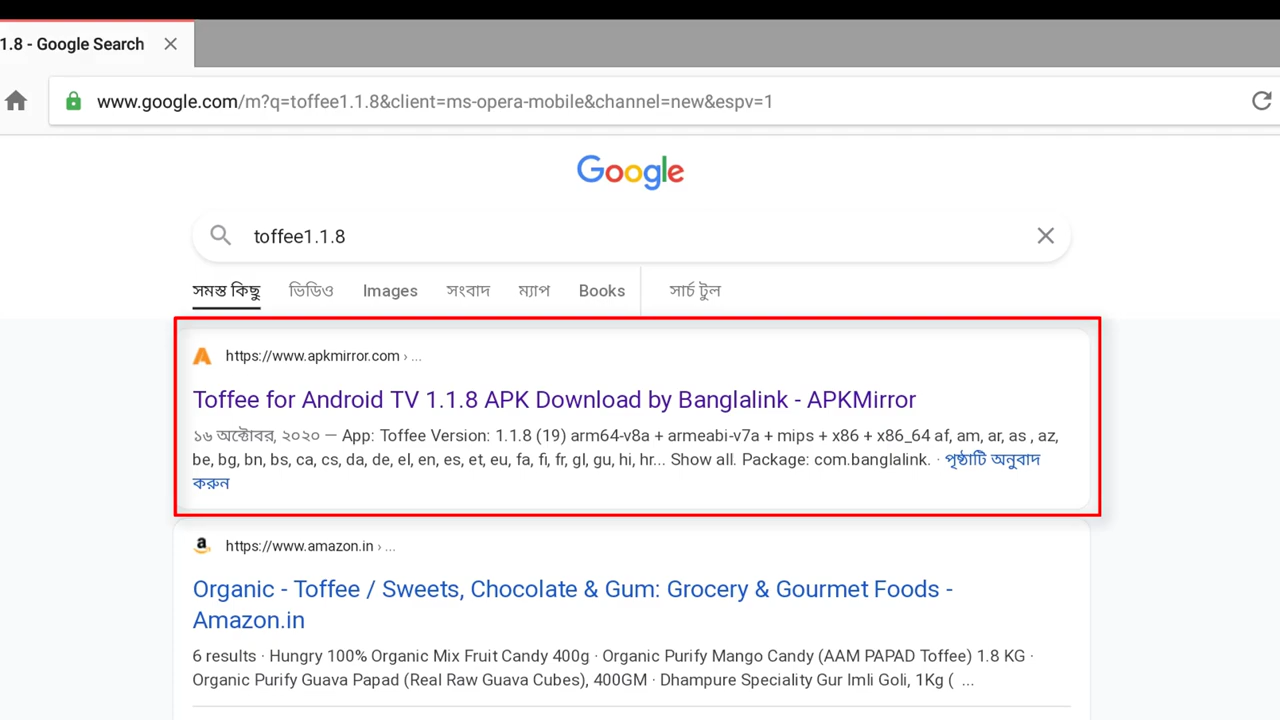 1.8 - Google Search
www.google.com/m?q=toffee1.1.8&client=ms-opera-mobile&channel=new&espv=1
Google
toffee1.1.8
সমস্ত কিছু ভিডিও Images সংবাদ ম্যাপ Books সার্চ টুল
https://www.apkmirror.com › ...
Toffee for Android TV 1.1.8 APK Download by Banglalink - APKMirror
১৬ অক্টোবর, ২০২০ — App: Toffee Version: 1.1.8 (19) arm64-v8a + armeabi-v7a + mips + x86 + x86_64 af, am, ar, as , az,
be, bg, bn, bs, ca, cs, da, de, el, en, es, et, eu, fa, fi, fr, gl, gu, hi, hr... Show all. Package: com.banglalink. · পৃষ্ঠাটি অনুবাদ
করুন
https://www.amazon.in › ...
Organic - Toffee / Sweets, Chocolate & Gum: Grocery & Gourmet Foods -
Amazon.in
6 results · Hungry 100% Organic Mix Fruit Candy 400g · Organic Purify Mango Candy (AAM PAPAD Toffee) 1.8 KG ·
Organic Purify Guava Papad (Real Raw Guava Cubes), 400GM · Dhampure Speciality Gur Imli Goli, 1Kg ( ...